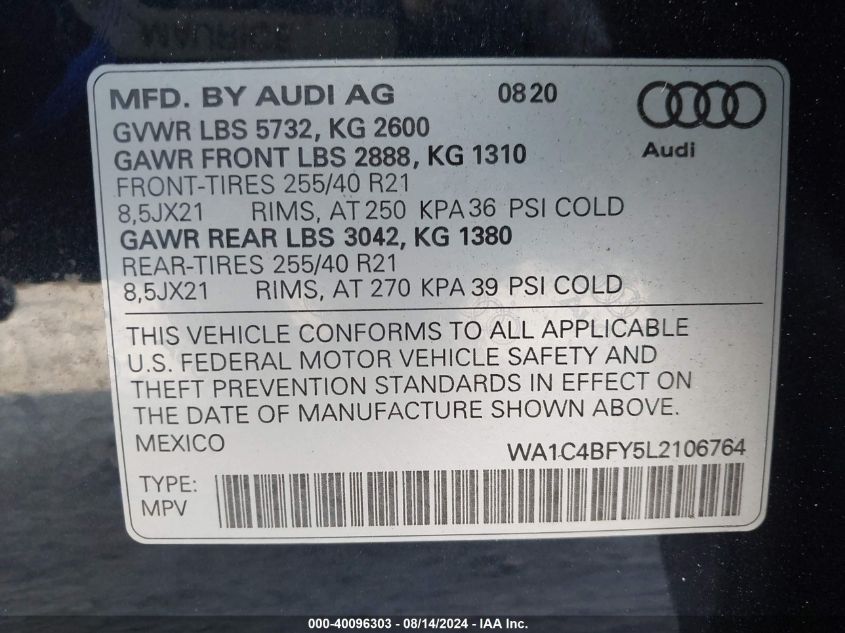 MFD. BY AUDI AG 0820
GVWR LBS 5732, KG 2600
GAWR FRONT LBS 2888, KG 1310
FRONT-TIRES 255/40 R21
8,5JX21 RIMS, AT 250 KPA 36 PSI COLD
GAWR REAR LBS 3042, KG 1380
REAR-TIRES 255/40 R21
8,5JX21 RIMS, AT 270 KPA 39 PSI COLD
Audi
THIS VEHICLE CONFORMS TO ALL APPLICABLE
U.S. FEDERAL MOTOR VEHICLE SAFETY AND
THEFT PREVENTION STANDARDS IN EFFECT ON
THE DATE OF MANUFACTURE SHOWN ABOVE.
MEXICO WA1C4BFY5L2106764
TYPE:
MPV
000-40096303 - 08/14/2024 - IAA Inc.